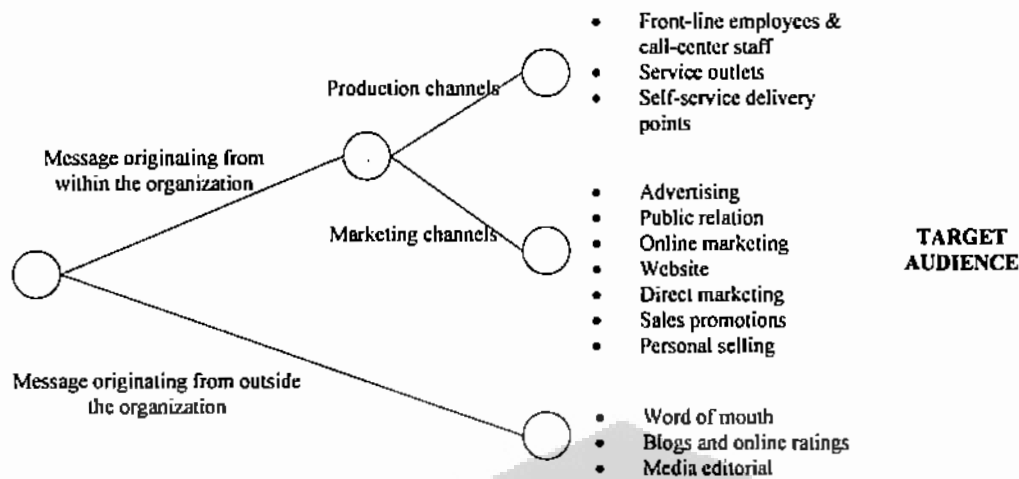 Front-line employees &
call-center staff
Service outlets
Self-service delivery
points
Production channels
Message originating from
within the organization
Marketing channels
Advertising
Public relation
Online marketing
Website
Direct marketing
Sales promotions
Personal selling
TARGET
AUDIENCE
Message originating from outside
the organization
Word of mouth
Blogs and online ratings
Media editorial